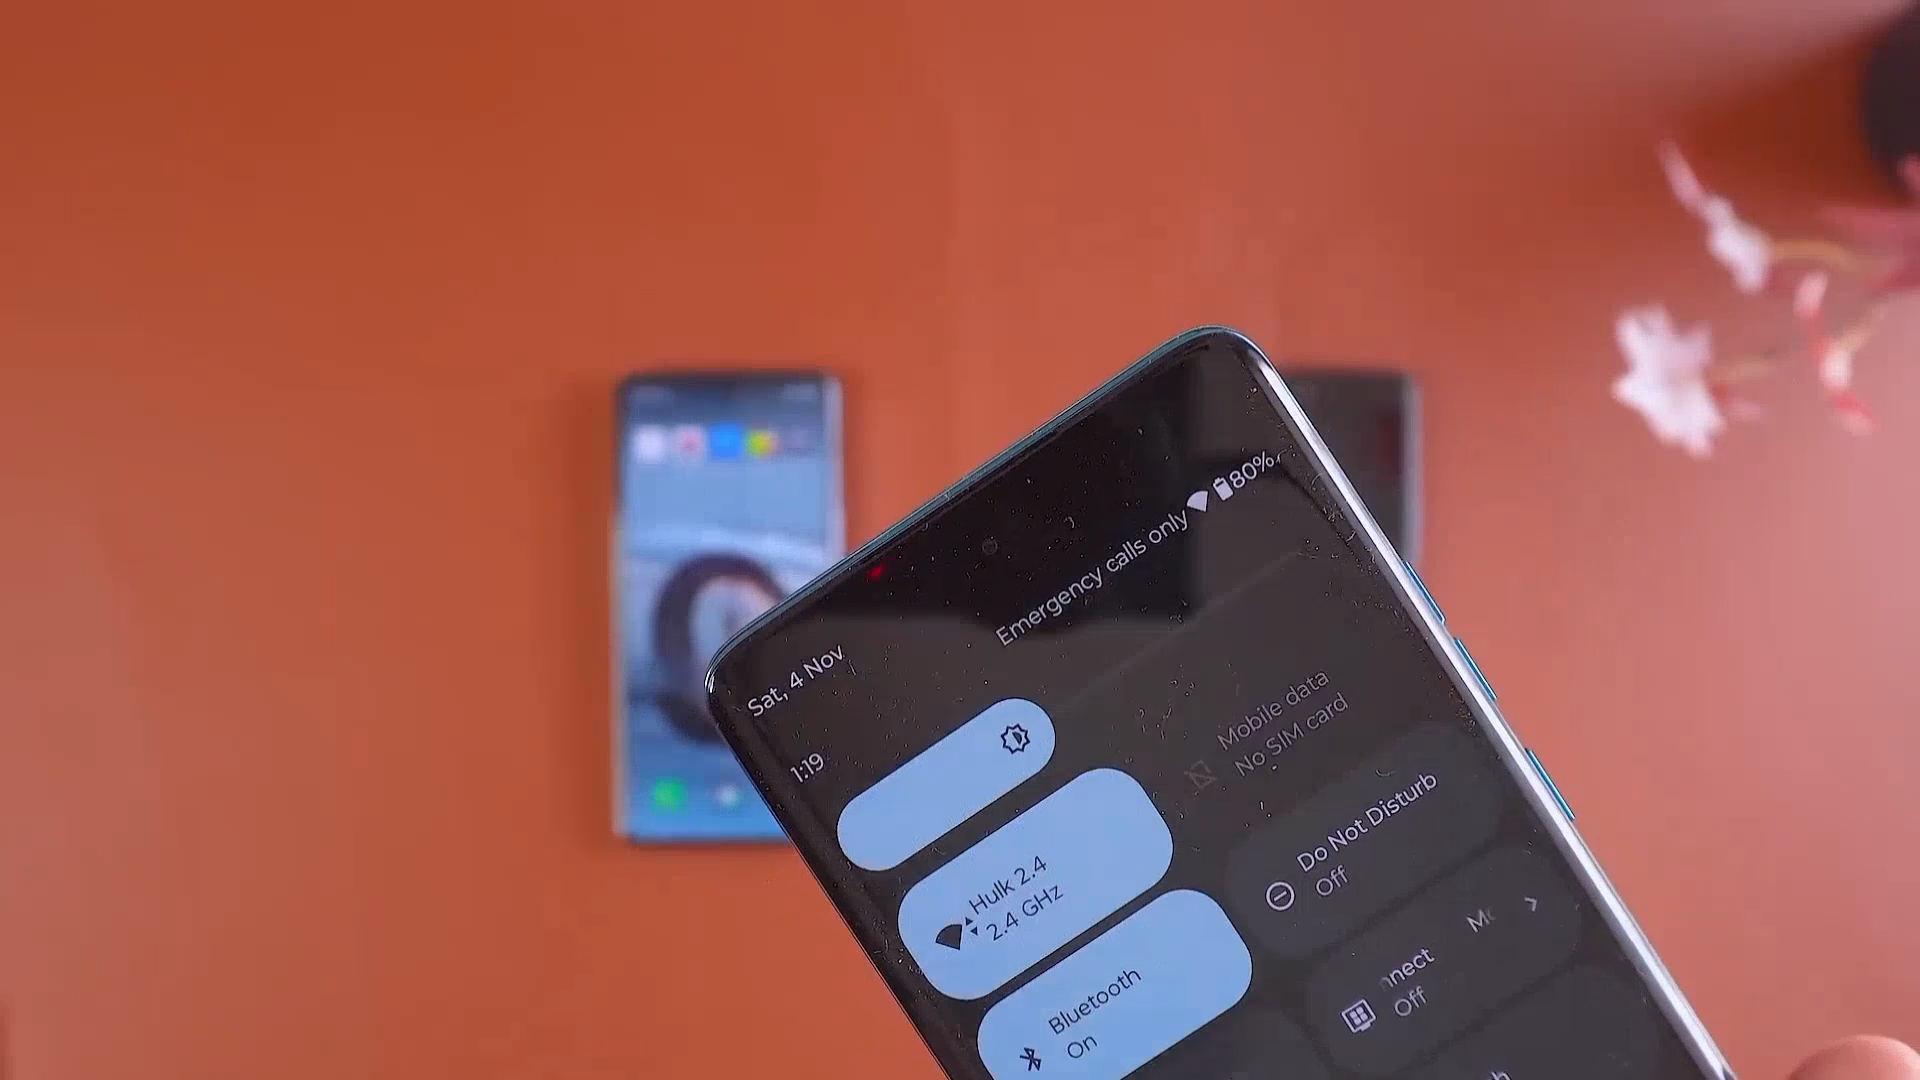 Emergency calls only 80%
Sat, 4 Nov
1:19
Hulk 2.4
2.4 GHz
Mobile data
No SIM card
Bluetooth
On
Do Not Disturb
Off
nnect
Off